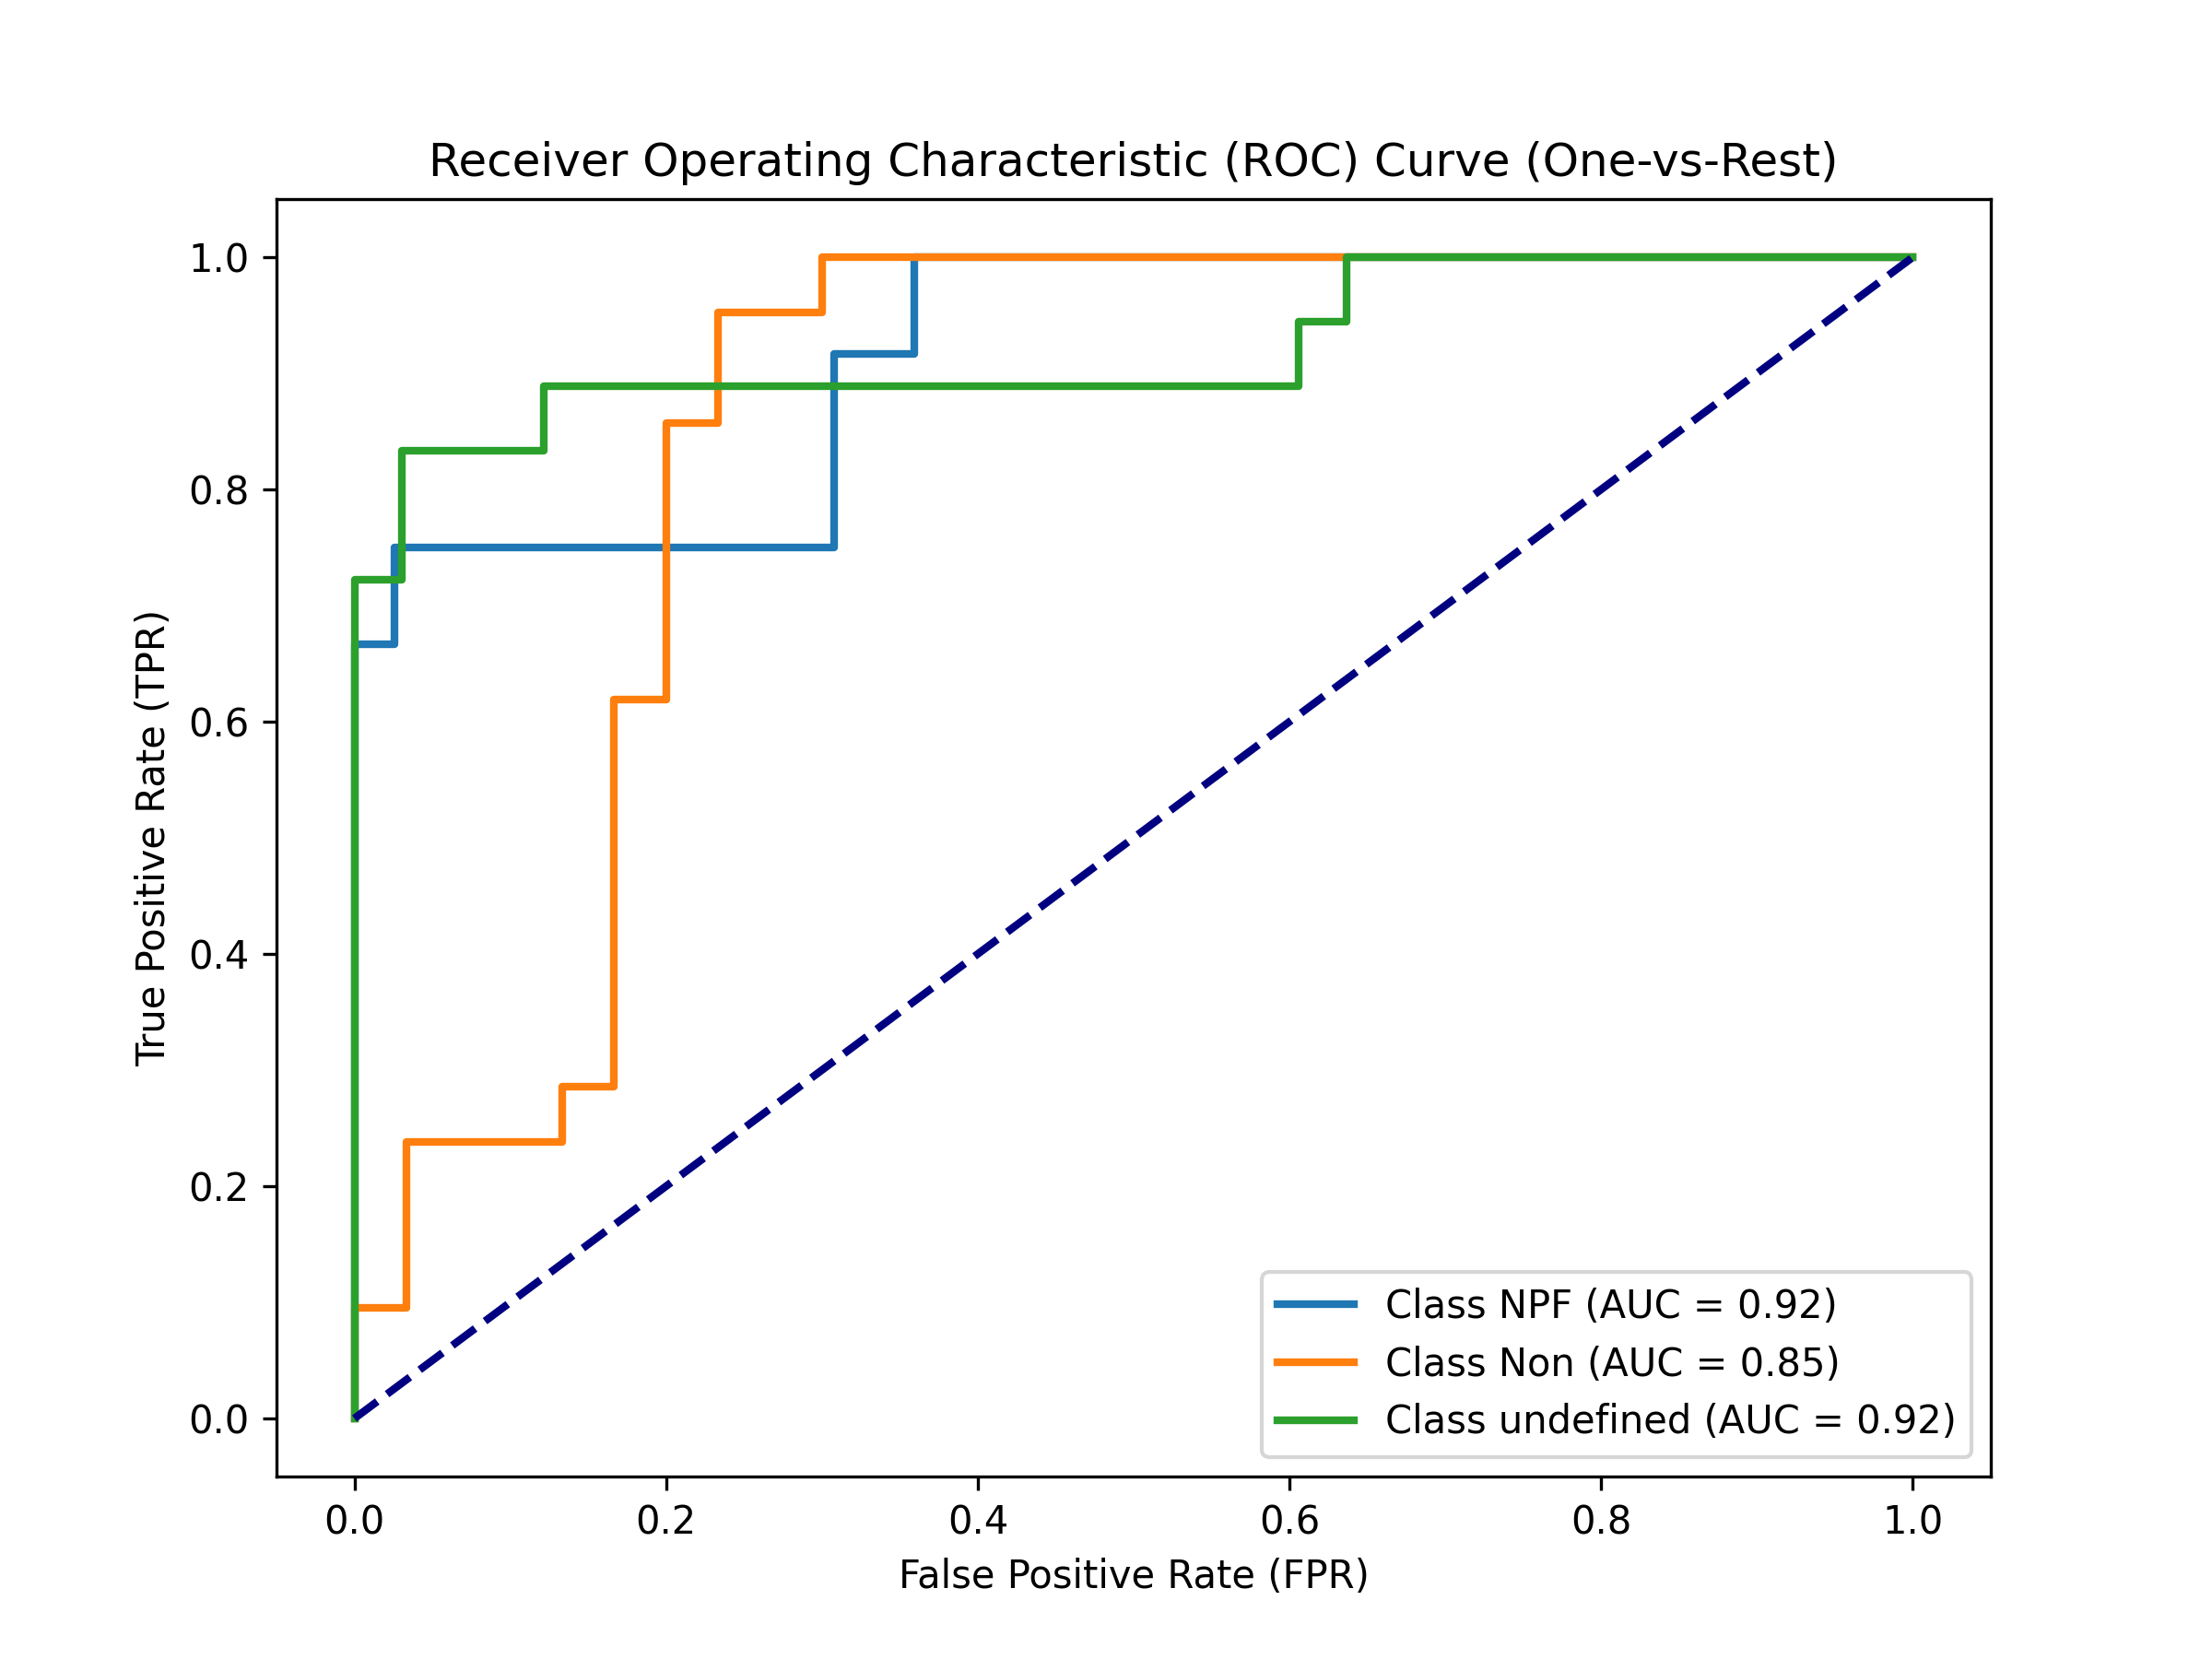 Receiver Operating Characteristic (ROC) Curve (One-vs-Rest)
True Positive Rate (TPR)
1.0
0.8
0.6
0.4
0.2
0.0
0.0 0.2 0.4 0.6 0.8 1.0
False Positive Rate (FPR)
Class NPF (AUC = 0.92)
Class Non (AUC = 0.85)
Class undefined (AUC = 0.92)